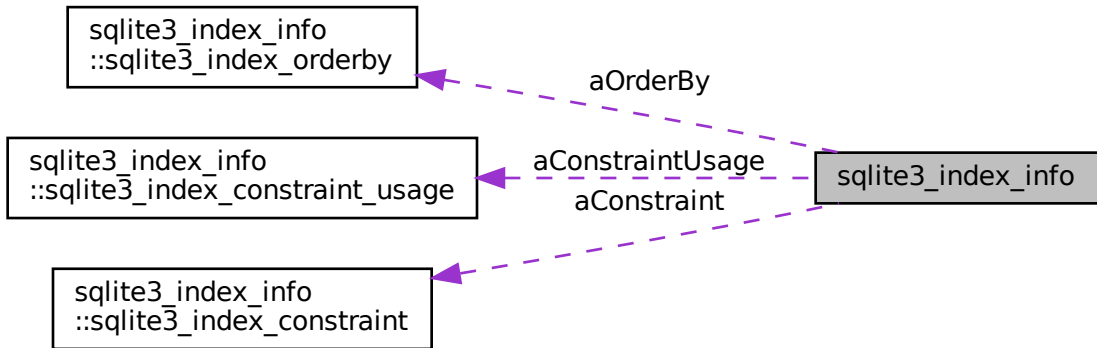 sqlite3_index_info
::sqlite3_index_orderby
aOrderBy
sqlite3_index_info
::sqlite3_index_constraint_usage
aConstraintUsage
sqlite3_index_info
aConstraint
sqlite3_index_info
::sqlite3_index_constraint